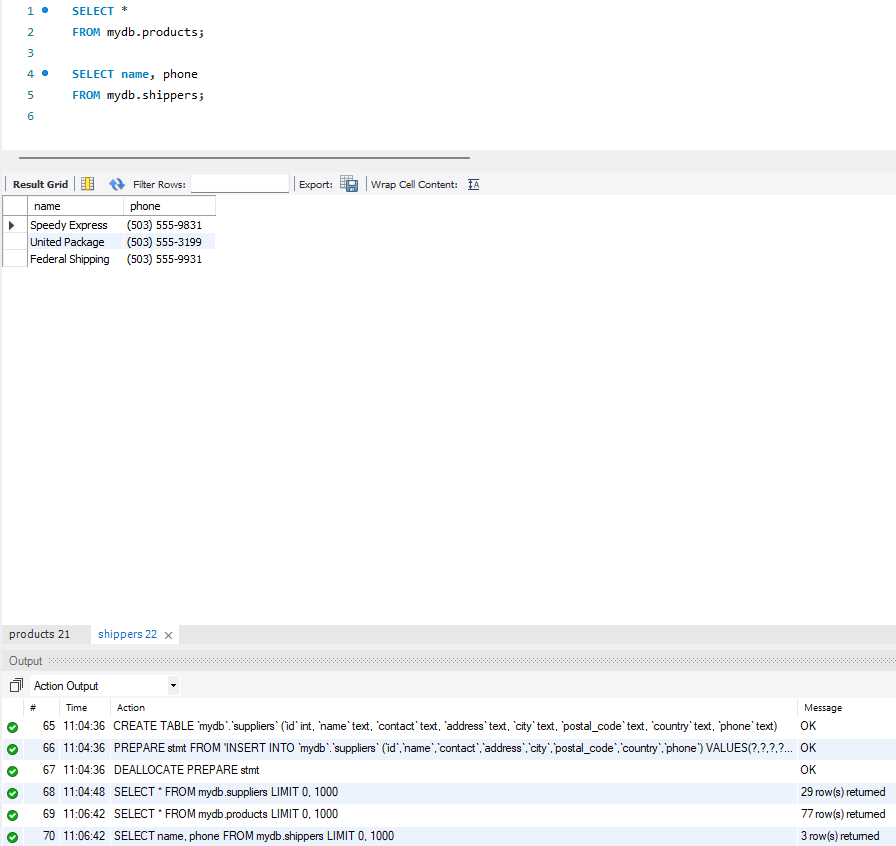 1 SELECT *
2 FROM mydb.products;
3
4 SELECT name, phone
5 FROM mydb.shippers;
6
Result Grid Filter Rows: Export: Wrap Cell Content: IA
name phone
Speedy Express (503) 555-9831
United Package (503) 555-3199
Federal Shipping (503) 555-9931
products 21 shippers 22
Output
Action Output
# Time Action Message
65 11:04:36 CREATE TABLE `mydb`.`suppliers` (`id` int, `name` text, `contact` text, `address` text, `city` text, `postal_code` text, `country` text, `phone` text) OK
66 11:04:36 PREPARE stmt FROM 'INSERT INTO `mydb`.`suppliers` (`id`,`name`,`contact`,`address`,`city`,`postal_code`,`country`,`phone`) VALUES(?,?,?,?... OK
67 11:04:36 DEALLOCATE PREPARE stmt OK
68 11:04:48 SELECT * FROM mydb.suppliers LIMIT 0, 1000 29 row(s) returned
69 11:06:42 SELECT * FROM mydb.products LIMIT 0, 1000 77 row(s) returned
70 11:06:42 SELECT name, phone FROM mydb.shippers LIMIT 0, 1000 3 row(s) returned